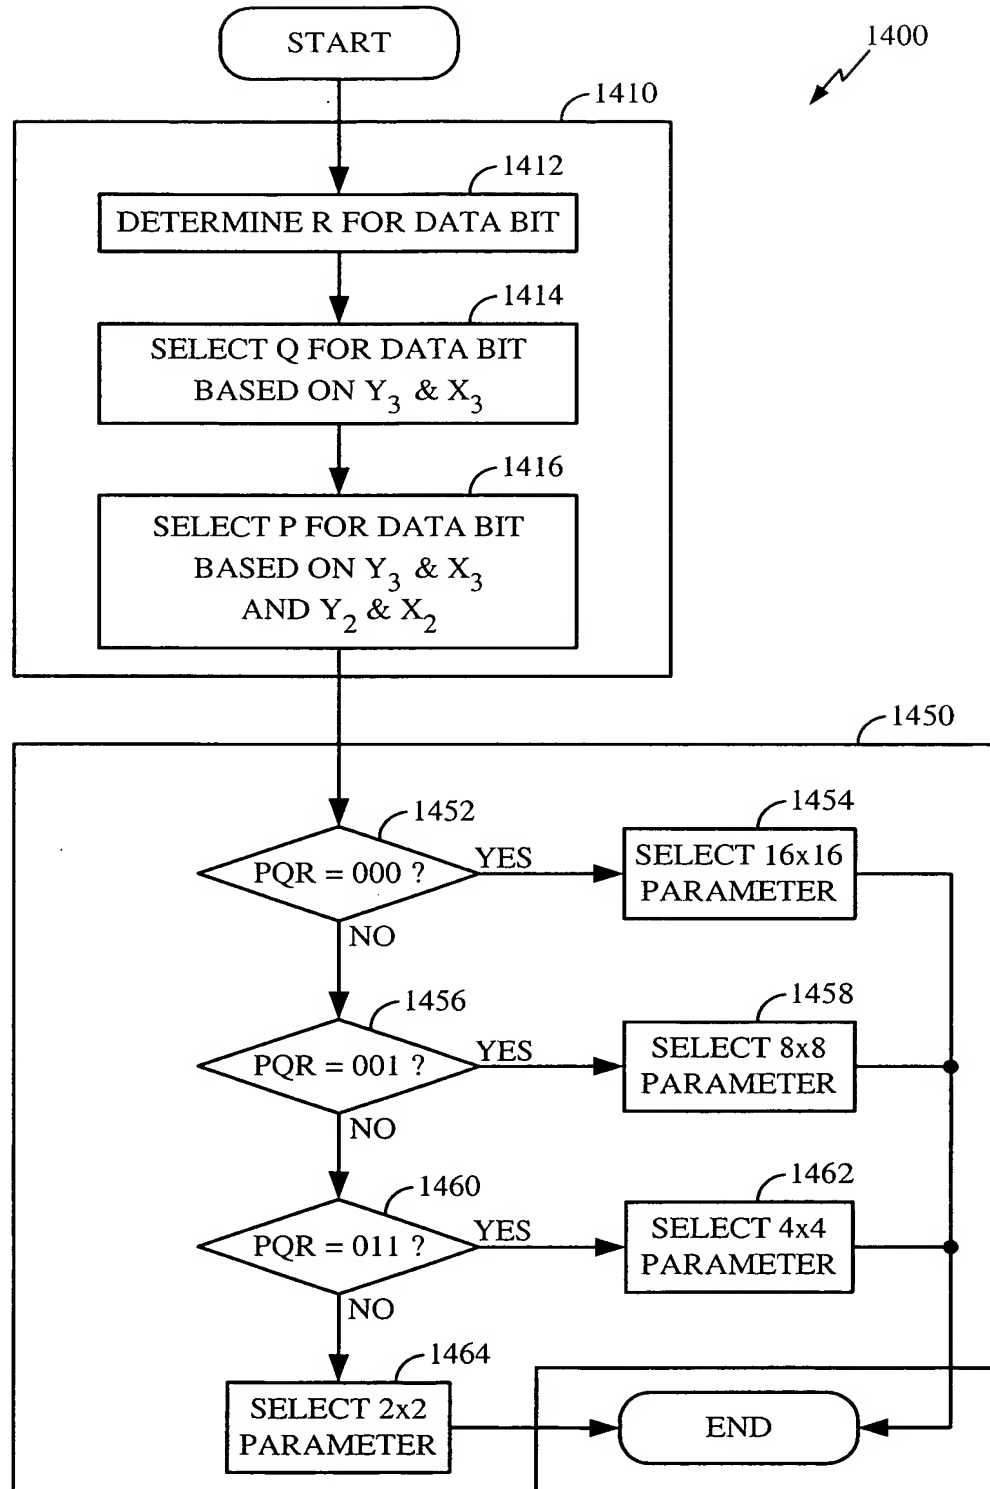 START
1400
1410
1412
DETERMINE R FOR DATA BIT
1414
SELECT Q FOR DATA BIT
BASED ON Y3 & X3
1416
SELECT P FOR DATA BIT
BASED ON Y3 & X3
AND Y2 & X2
1450
1452
PQR = 000 ?
YES
1454
SELECT 16x16
PARAMETER
NO
1456
PQR = 001 ?
YES
1458
SELECT 8x8
PARAMETER
NO
1460
PQR = 011 ?
YES
1462
SELECT 4x4
PARAMETER
NO
1464
SELECT 2x2
PARAMETER
END